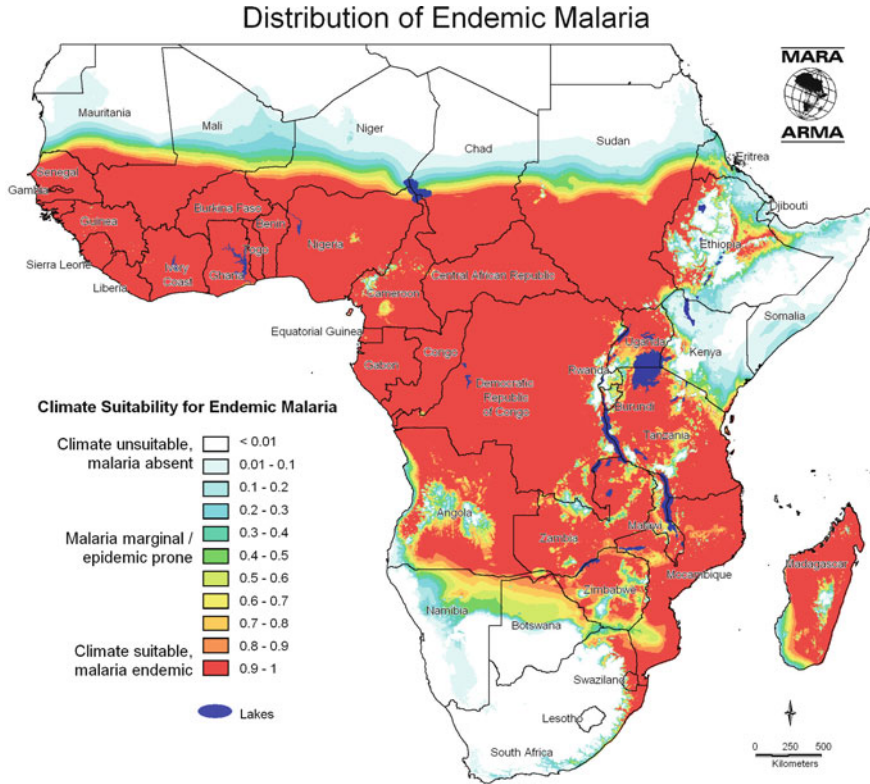 Distribution of Endemic Malaria
MARA
ARMA
Mauritania
Mali
Niger
Chad
Sudan
Eritrea
Senegal
Gambia
Djibouti
Burkina Faso
Guinea
Benin
Nigeria
Ethiopia
Togo
Sierra Leone
Ivory
Coast
Ghana
Central African Republic
Liberia
Cameroon
Somalia
Equatorial Guinea
Uganda
Kenya
Gabon
Congo
Rwanda
Democratic
Republic
of Congo
Burundi
Tanzania
Climate Suitability for Endemic Malaria
Climate unsuitable,
malaria absent
< 0.01
0.01 - 0.1
0.1 - 0.2
0.2 - 0.3
Malaria marginal /
epidemic prone
0.3 - 0.4
0.4 - 0.5
0.5 - 0.6
0.6 - 0.7
0.7 - 0.8
Climate suitable,
malaria endemic
0.8 - 0.9
0.9 - 1
Lakes
Angola
Malawi
Zambia
Mozambique
Madagascar
Zimbabwe
Namibia
Botswana
Swaziland
Lesotho
South Africa
0 250 500
Kilometers